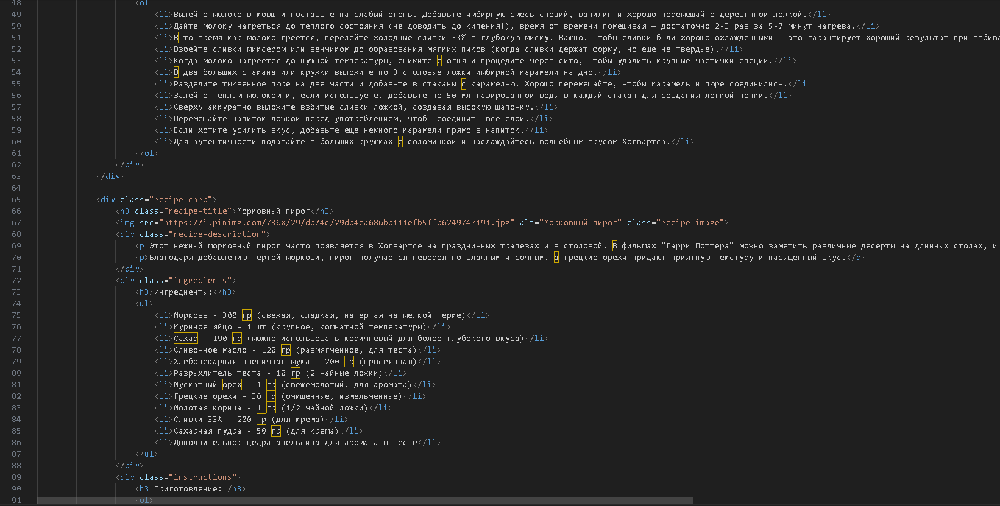 48 <ol>
49 <li>Вылейте молоко в ковш и поставьте на слабый огонь. Добавьте имбирную смесь специй, ванилин и хорошо перемешайте деревянной ложкой.</li>
50 <li>Дайте молоку нагреться до теплого состояния (не доводить до кипения!), время от времени помешивая — достаточно 2-3 раз за 5-7 минут нагрева.</li>
51 <li>В то время как молоко греется, перелейте холодные сливки 33% в глубокую миску. Важно, чтобы сливки были хорошо охлажденными — это гарантирует хороший результат при взбива
52 <li>Взбейте сливки миксером или венчиком до образования мягких пиков (когда сливки держат форму, но еще не твердые).</li>
53 <li>Когда молоко нагреется до нужной температуры, снимите с огня и процедите через сито, чтобы удалить крупные частички специй.</li>
54 <li>В два больших стакана или кружки выложите по 3 столовые ложки имбирной карамели на дно.</li>
55 <li>Разделите тыквенное пюре на две части и добавьте в стаканы с карамелью. Хорошо перемешайте, чтобы карамель и пюре соединились.</li>
56 <li>Залейте теплым молоком и, если используете, добавьте по 50 мл газированной воды в каждый стакан для создания легкой пенки.</li>
57 <li>Сверху аккуратно выложите взбитые сливки ложкой, создавая высокую шапочку.</li>
58 <li>Перемешайте напиток ложкой перед употреблением, чтобы соединить все слои.</li>
59 <li>Если хотите усилить вкус, добавьте еще немного карамели прямо в напиток.</li>
60 <li>Для аутентичности подавайте в больших кружках с соломинкой и наслаждайтесь волшебным вкусом Хогвартса!</li>
61 </ol>
62 </div>
63 </div>
64
65 <div class="recipe-card">
66 <h3 class="recipe-title">Морковный пирог</h3>
67 <img src="https://i.pinimg.com/736x/29/dd/4c/29dd4ca686bd111efb5ffd6249747191.jpg" alt="Морковный пирог" class="recipe-image">
68 <div class="recipe-description">
69 <p>Этот нежный морковный пирог часто появляется в Хогвартсе на праздничных трапезах и в столовой. В фильмах "Гарри Поттера" можно заметить различные десерты на длинных столах, и
70 <p>Благодаря добавлению тертой моркови, пирог получается невероятно влажным и сочным, а грецкие орехи придают приятную текстуру и насыщенный вкус.</p>
71 </div>
72 <div class="ingredients">
73 <h3>Ингредиенты:</h3>
74 <ul>
75 <li>Морковь - 300 гр (свежая, сладкая, натертая на мелкой терке)</li>
76 <li>Куриное яйцо - 1 шт (крупное, комнатной температуры)</li>
77 <li>Сахар - 190 гр (можно использовать коричневый для более глубокого вкуса)</li>
78 <li>Сливочное масло - 120 гр (размягченное, для теста)</li>
79 <li>Хлебопекарная пшеничная мука - 200 гр (просеянная)</li>
80 <li>Разрыхлитель теста - 10 гр (2 чайные ложки)</li>
81 <li>Мускатный орех - 1 гр (свежемолотый, для аромата)</li>
82 <li>Грецкие орехи - 30 гр (очищенные, измельченные)</li>
83 <li>Молотая корица - 1 гр (1/2 чайной ложки)</li>
84 <li>Сливки 33% - 200 гр (для крема)</li>
85 <li>Сахарная пудра - 50 гр (для крема)</li>
86 <li>Дополнительно: цедра апельсина для аромата в тесте</li>
87 </ul>
88 </div>
89 <div class="instructions">
90 <h3>Приготовление:</h3>
91 <ol>